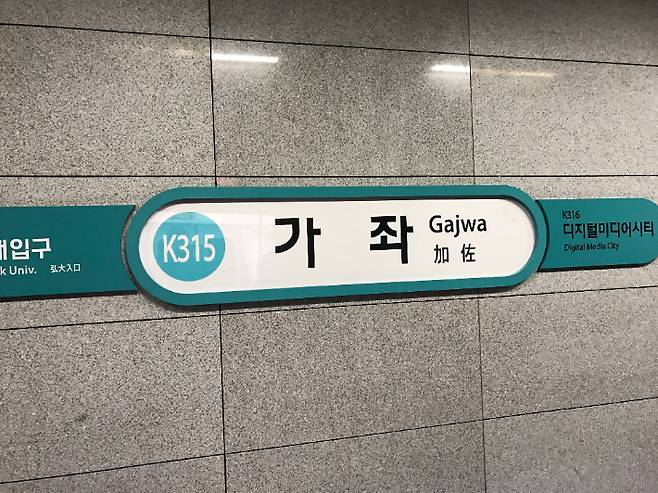 대입구
k Univ. 弘大入口
K315
가 좌
Gajwa
加佐
K316
디지털미디어시티
Digital Media City